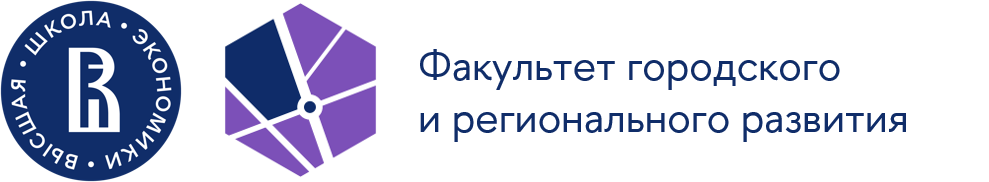 ВЫСШАЯ • ШКОЛА • ЭКОНОМИКИ •
Факультет городского
и регионального развития